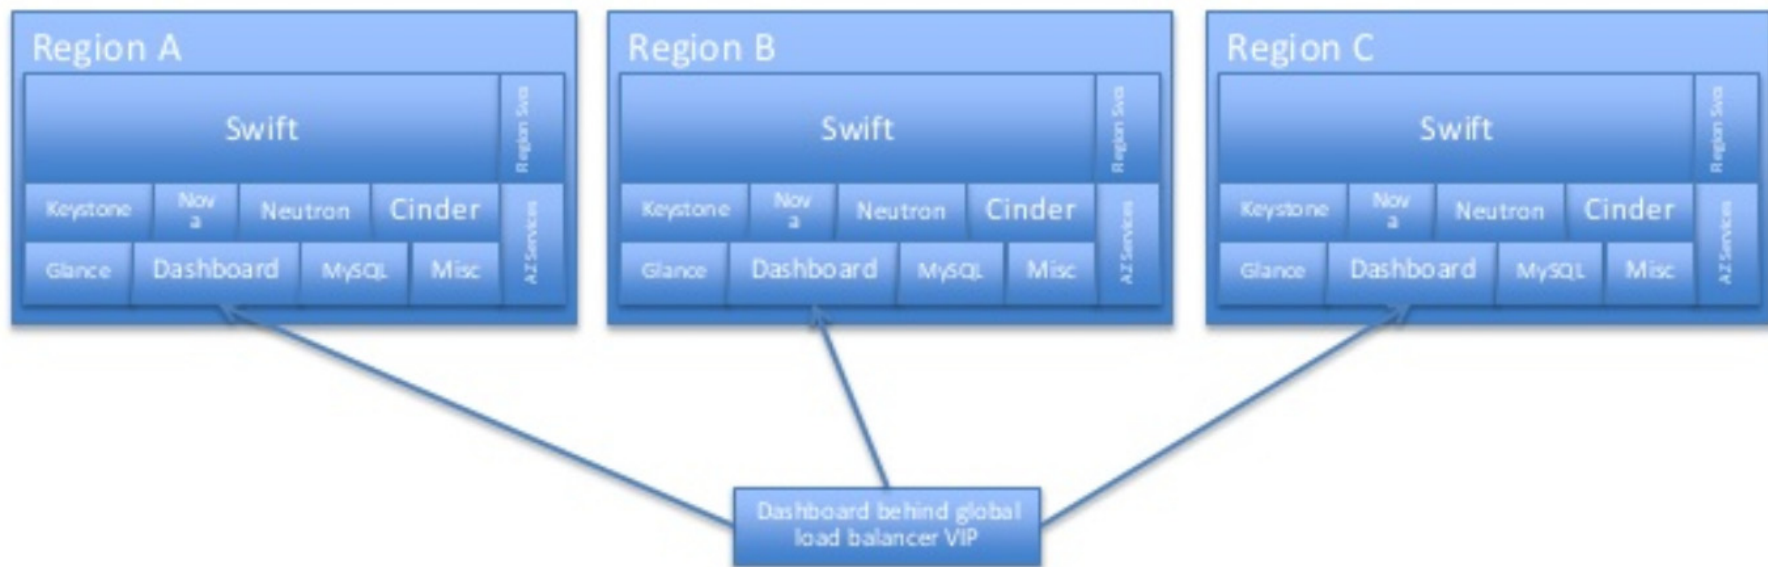 Region A
Swift
Region Svcs
Keystone
Nov
a
Neutron
Cinder
AZ Services
Glance
Dashboard
MySQL
Misc
Region B
Swift
Region Svcs
Keystone
Nov
a
Neutron
Cinder
AZ Services
Glance
Dashboard
MySQL
Misc
Region C
Swift
Region Svcs
Keystone
Nov
a
Neutron
Cinder
AZ Services
Glance
Dashboard
MySQL
Misc
Dashboard behind global
load balancer VIP